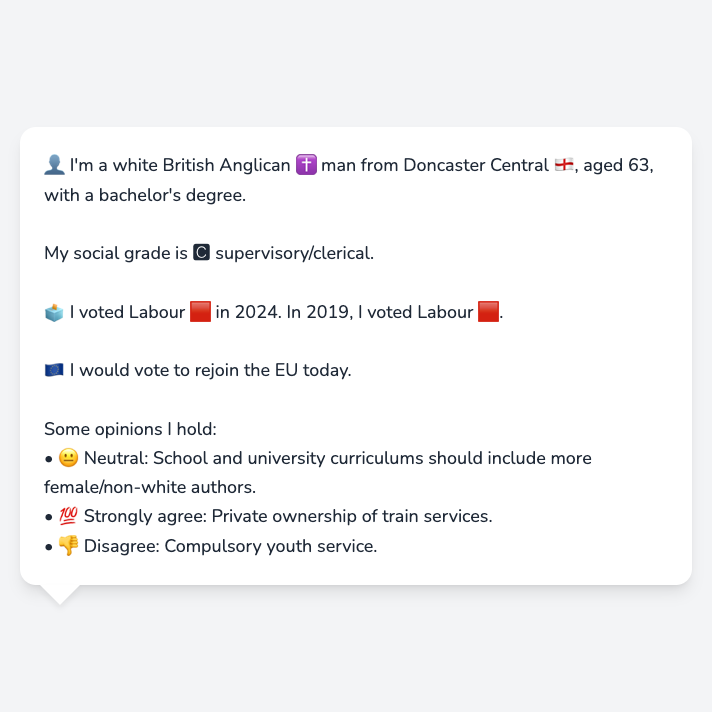 👤 I'm a white British Anglican ✝️ man from Doncaster Central 🏴󠁧󠁢󠁥󠁮󠁧󠁿, aged 63,
with a bachelor's degree.
My social grade is 🅲 supervisory/clerical.
🗳️ I voted Labour 🟥 in 2024. In 2019, I voted Labour 🟥.
🇪🇺 I would vote to rejoin the EU today.
Some opinions I hold:
• 😐 Neutral: School and university curriculums should include more
female/non-white authors.
• 💯 Strongly agree: Private ownership of train services.
• 👎 Disagree: Compulsory youth service.